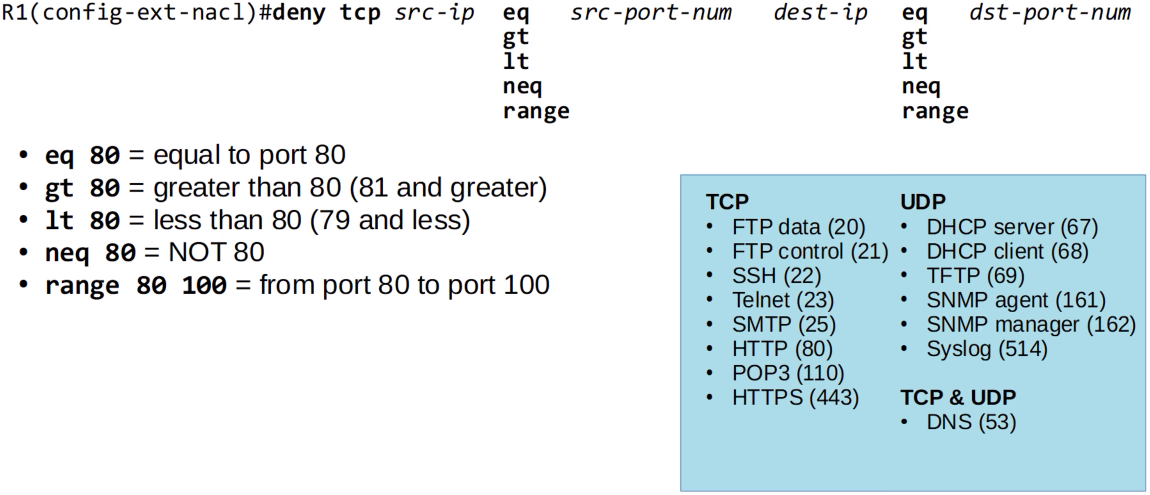 R1(config-ext-nacl)#deny tcp src-ip eq src-port-num dest-ip eq dst-port-num
gt gt
lt lt
neq neq
range range
• eq 80 = equal to port 80
• gt 80 = greater than 80 (81 and greater)
• lt 80 = less than 80 (79 and less)
• neq 80 = NOT 80
• range 80 100 = from port 80 to port 100
TCP
• FTP data (20)
• FTP control (21)
• SSH (22)
• Telnet (23)
• SMTP (25)
• HTTP (80)
• POP3 (110)
• HTTPS (443)
UDP
• DHCP server (67)
• DHCP client (68)
• TFTP (69)
• SNMP agent (161)
• SNMP manager (162)
• Syslog (514)
TCP & UDP
• DNS (53)